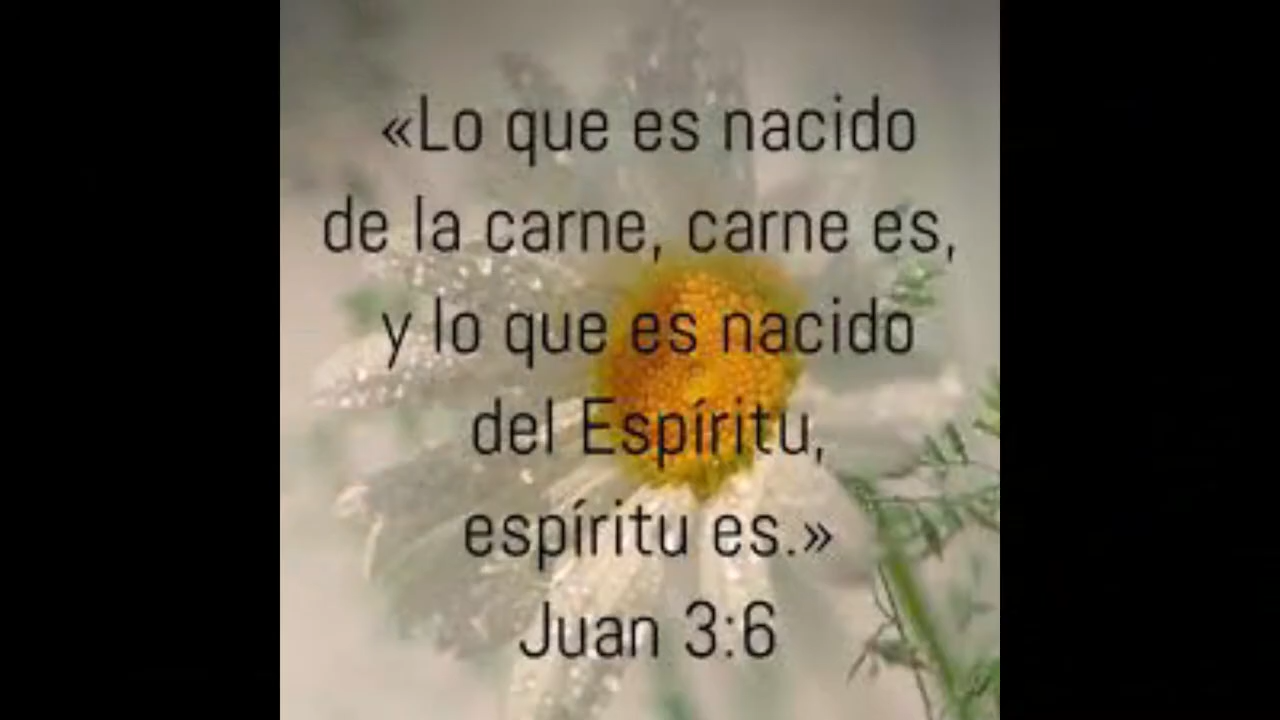 «Lo que es nacido
de la carne, carne es,
y lo que es nacido
del Espíritu,
espíritu es.»
Juan 3:6